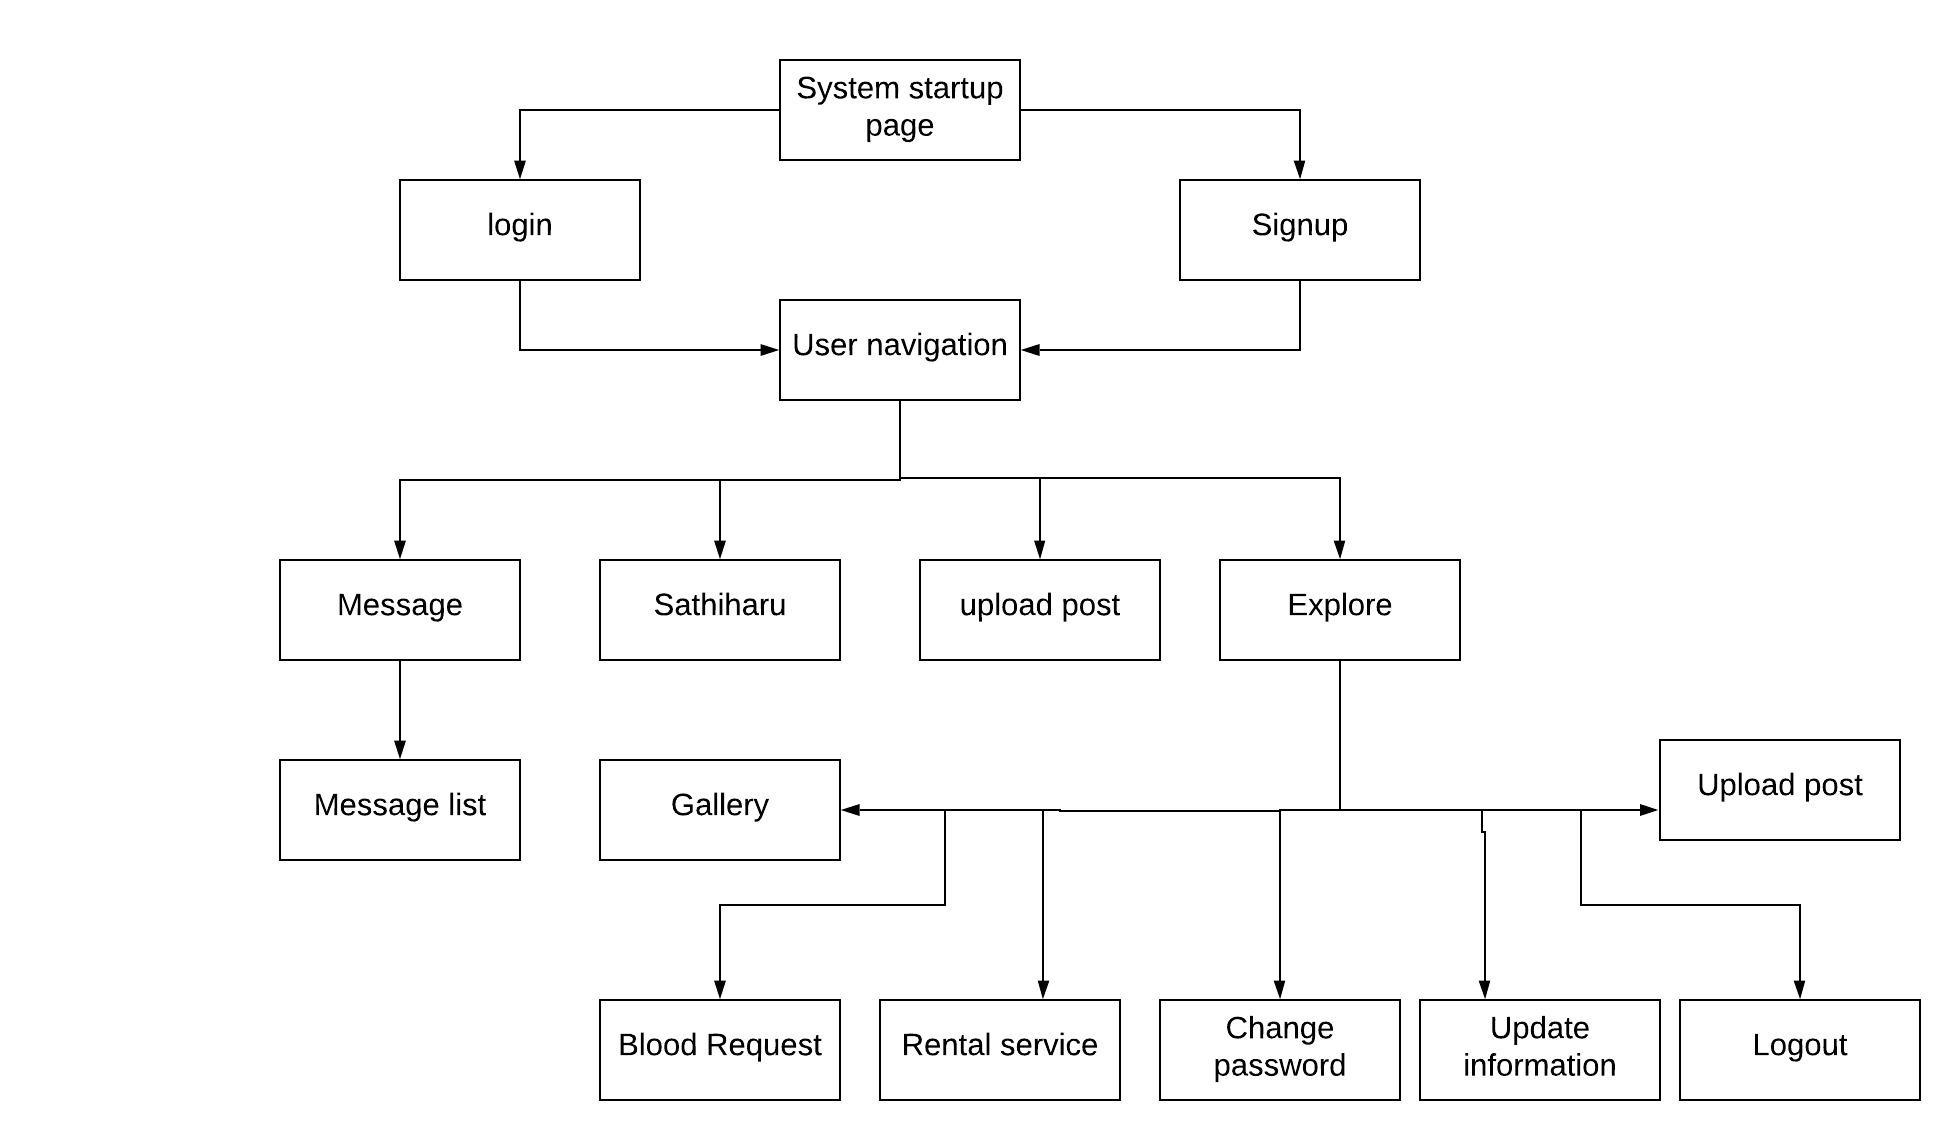 System startup
page
login
Signup
User navigation
Message
Sathiharu
upload post
Explore
Message list
Gallery
Upload post
Blood Request
Rental service
Change
password
Update
information
Logout